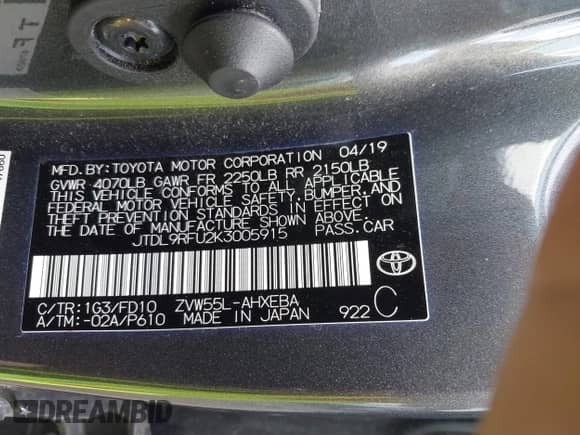 MFD. BY: TOYOTA MOTOR CORPORATION 04/19
GVWR 4070LB GAWR FR 2250LB RR 2150LB
THIS VEHICLE CONFORMS TO ALL APPLICABLE
FEDERAL MOTOR VEHICLE SAFETY, BUMPER, AND
THEFT PREVENTION STANDARDS IN EFFECT ON
THE DATE OF MANUFACTURE SHOWN ABOVE.
JTDL9RFU2K3005915 PASS. CAR
C/TR: 1G3/FD10 ZVW55L-AHXEBA
A/TM: -02A/P610 MADE IN JAPAN 922 C
DREAMBID